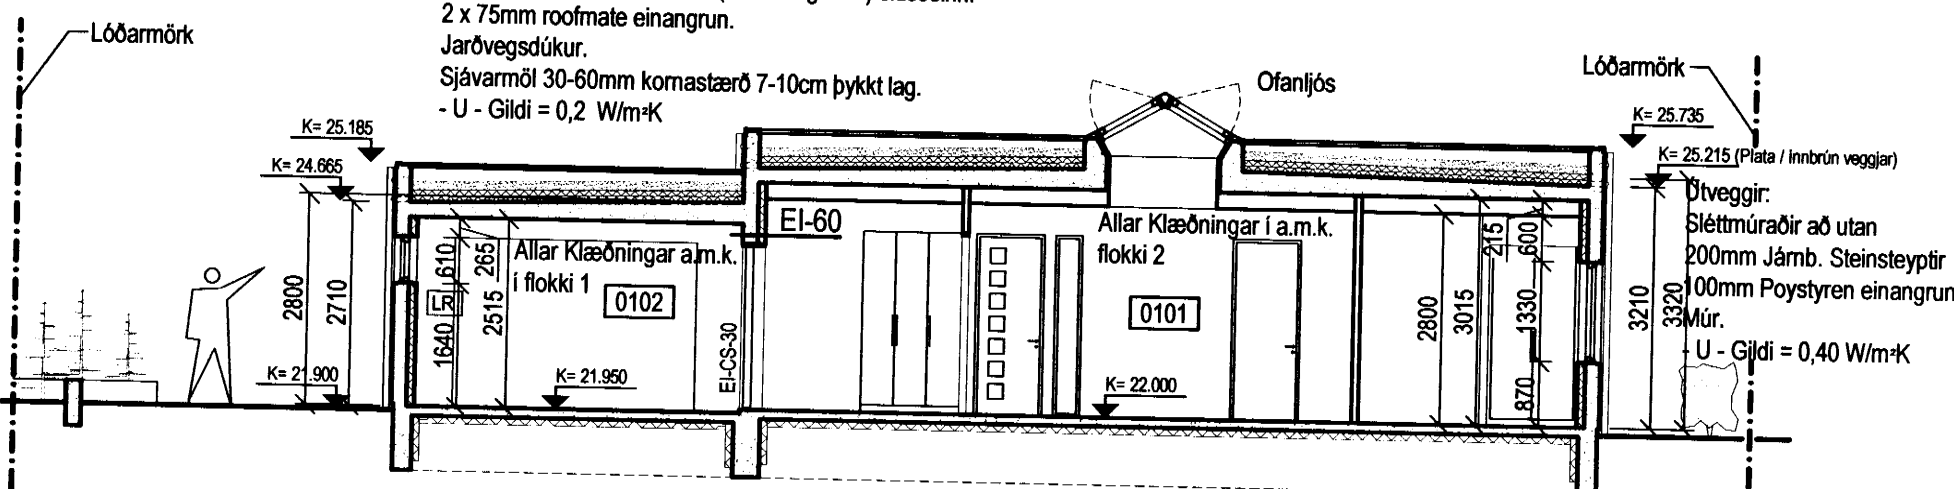 2 x 75mm roofmate einangrun.
Jarðvegsdúkur.
Sjávarmöl 30-60mm kornastærð 7-10cm þykkt lag.
- U - Gildi = 0,2 W/m²K
Lóðarmörk
Ofanljós
Lóðarmörk
K= 25.185
K= 24.665
K= 25.735
K= 25.215 (Plata / innbrún veggjar)
Útveggir:
Sléttmúraðir að utan
200mm Járnb. Steinsteyptir
100mm Poystyren einangrun
Múr.
- U - Gildi = 0,40 W/m²K
EI-60
Allar Klæðningar a.m.k.
í flokki 1
0102
Allar Klæðningar í a.m.k.
flokki 2
0101
2800
2710
610
265
LR
1640
2515
EI-CS-30
2800
3015
215
600
1330
870
3210
3320
K= 21.900
K= 21.950
K= 22.000